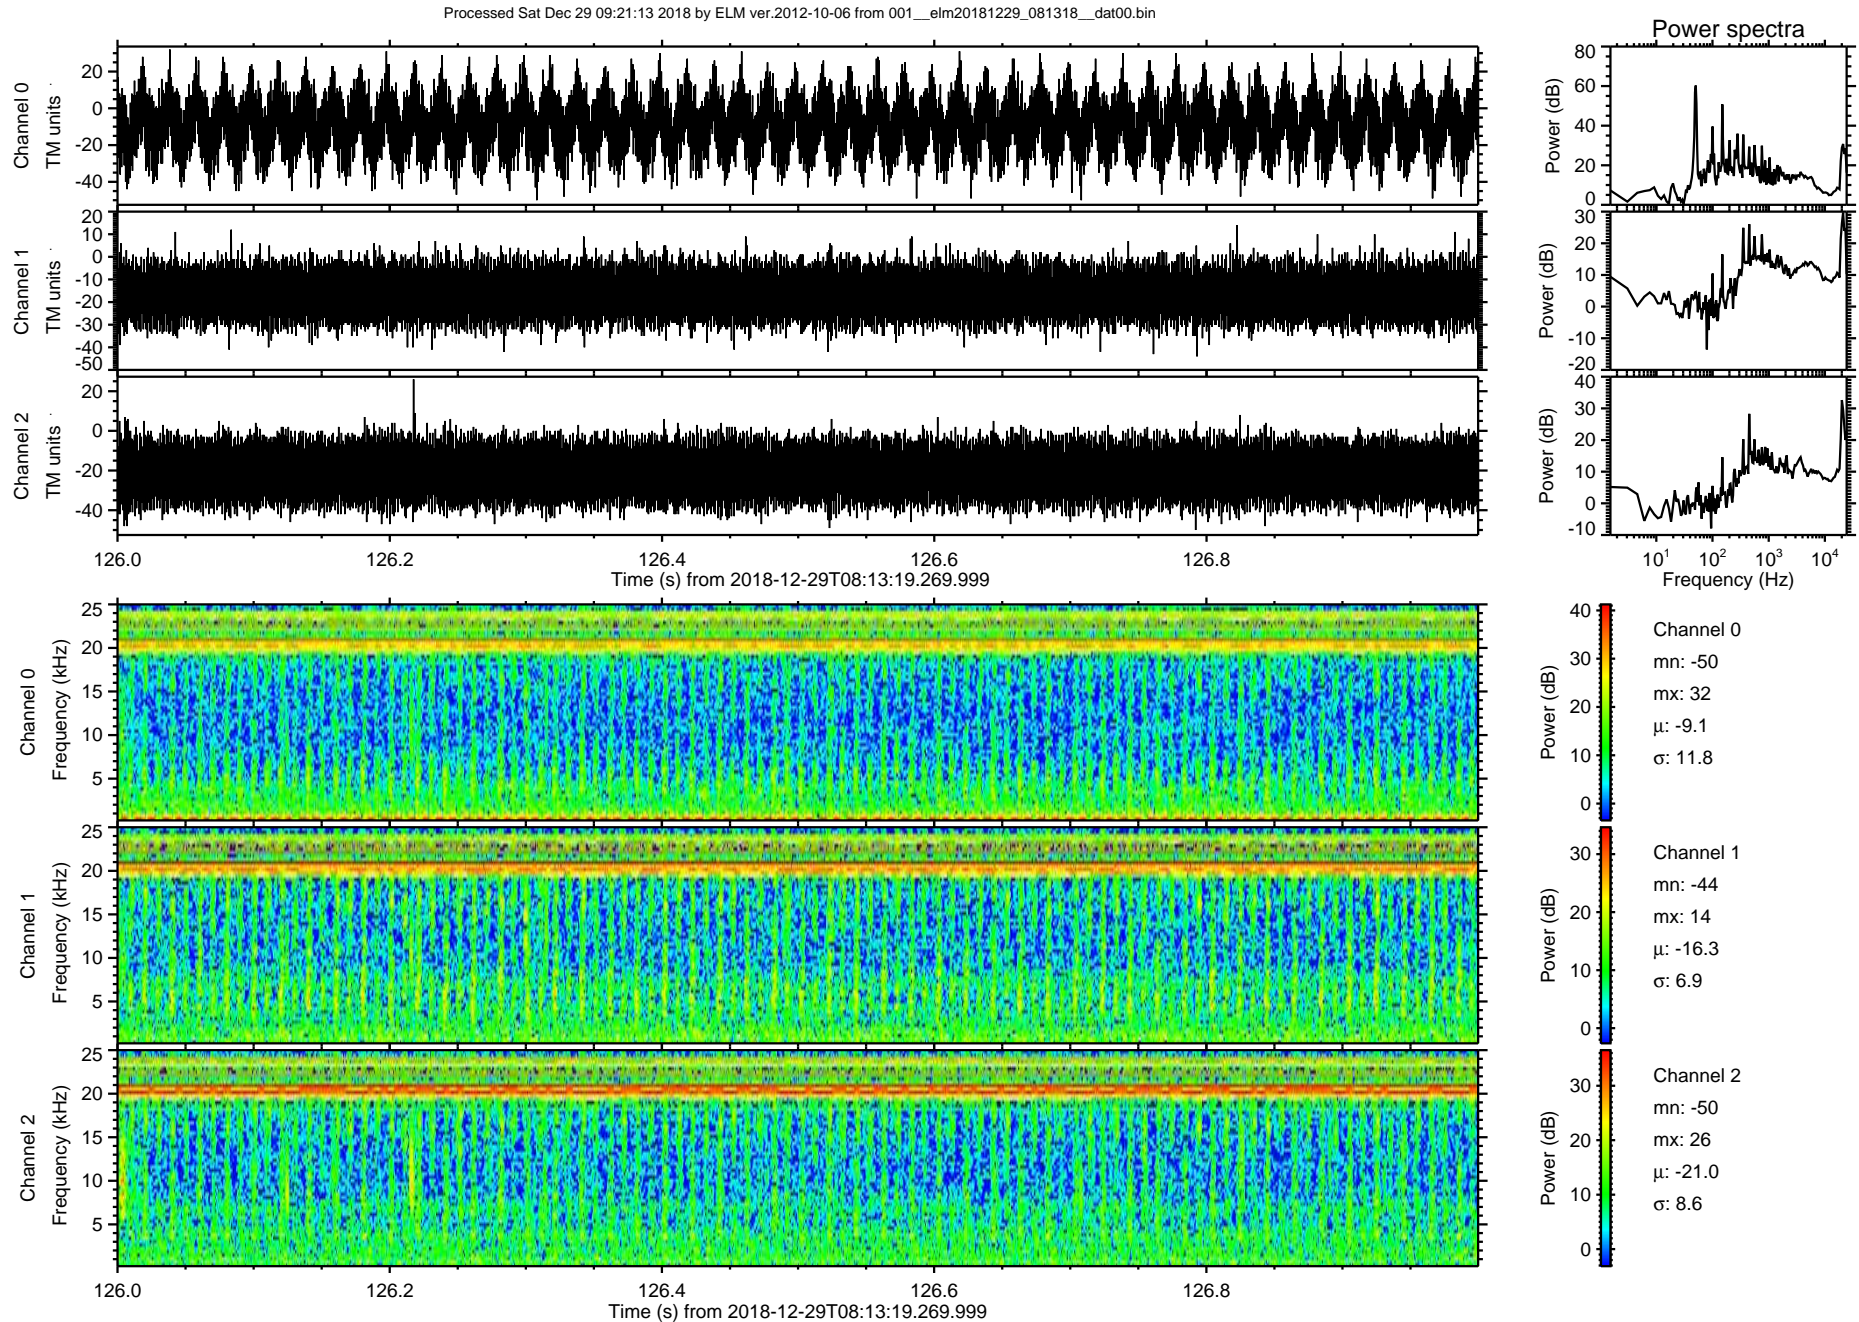 Processed Sat Dec 29 09:21:13 2018 by ELM ver.2012-10-06 from 001__elm20181229_081318__dat00.bin
Power spectra
Channel 0
TM units
20
0
-20
-40
Power (dB)
80
60
40
20
0
Channel 1
TM units
20
10
0
-10
-20
-30
-40
-50
Power (dB)
30
20
10
0
-10
-20
Channel 2
TM units
20
0
-20
-40
Power (dB)
40
30
20
10
0
-10
126.0 126.2 126.4 126.6 126.8
Time (s) from 2018-12-29T08:13:19.269.999
10¹ 10² 10³ 10⁴
Frequency (Hz)
Channel 0
Frequency (kHz)
25
20
15
10
5
Power (dB)
40
30
20
10
0
Channel 0
mn: -50
mx: 32
μ: -9.1
σ: 11.8
Channel 1
Frequency (kHz)
25
20
15
10
5
Power (dB)
30
20
10
0
Channel 1
mn: -44
mx: 14
μ: -16.3
σ: 6.9
Channel 2
Frequency (kHz)
25
20
15
10
5
Power (dB)
30
20
10
0
Channel 2
mn: -50
mx: 26
μ: -21.0
σ: 8.6
126.0 126.2 126.4 126.6 126.8
Time (s) from 2018-12-29T08:13:19.269.999